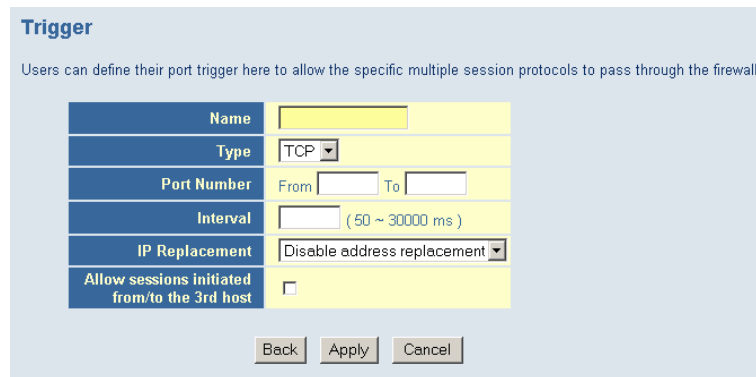 Trigger
Users can define their port trigger here to allow the specific multiple session protocols to pass through the firewall
Name
Type TCP
Port Number From To
Interval ( 50 ~ 30000 ms )
IP Replacement Disable address replacement
Allow sessions initiated
from/to the 3rd host
Back Apply Cancel